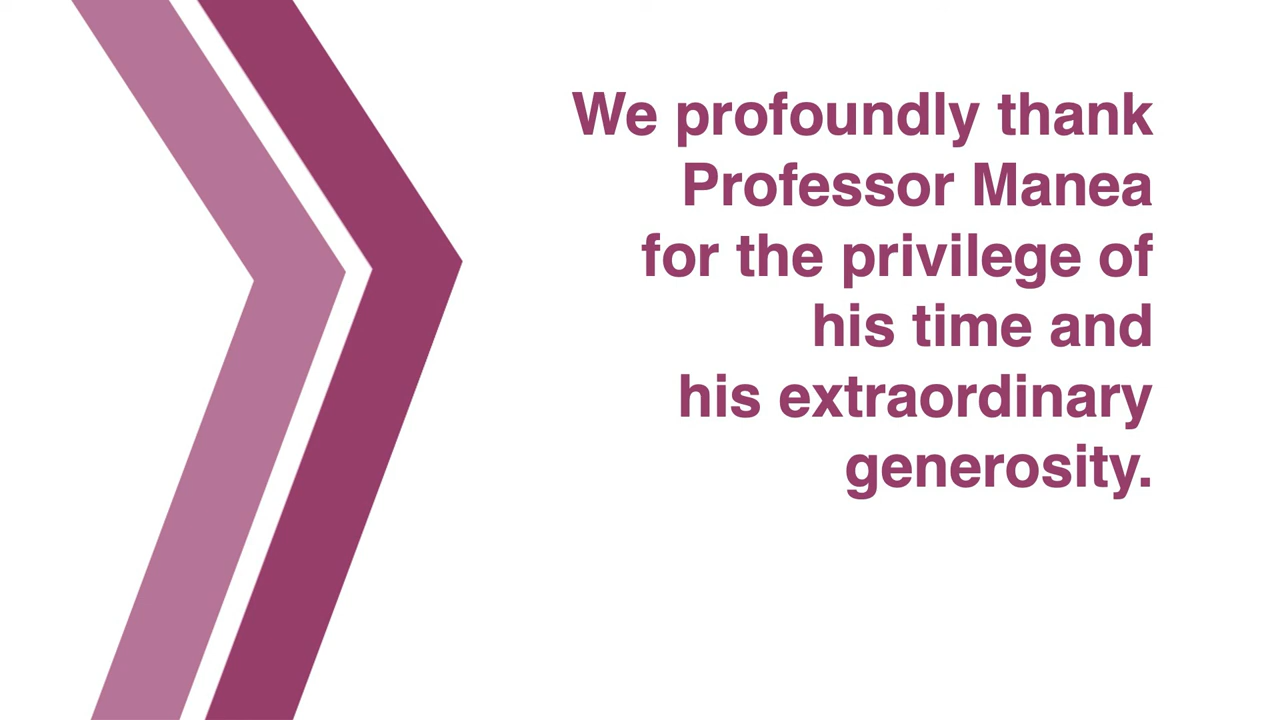 We profoundly thank
Professor Manea
for the privilege of
his time and
his extraordinary
generosity.